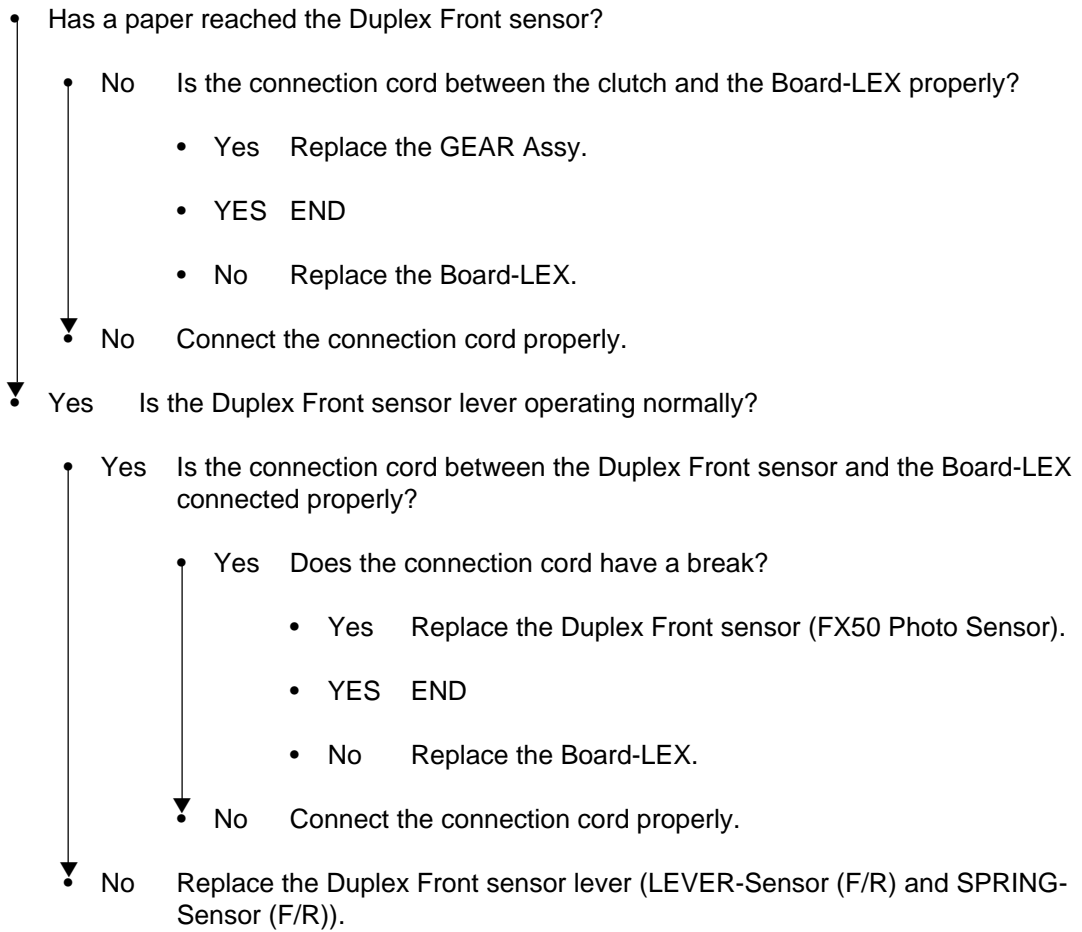 • Has a paper reached the Duplex Front sensor?
• No Is the connection cord between the clutch and the Board-LEX properly?
• Yes Replace the GEAR Assy.
• YES END
• No Replace the Board-LEX.
• No Connect the connection cord properly.
• Yes Is the Duplex Front sensor lever operating normally?
• Yes Is the connection cord between the Duplex Front sensor and the Board-LEX
connected properly?
• Yes Does the connection cord have a break?
• Yes Replace the Duplex Front sensor (FX50 Photo Sensor).
• YES END
• No Replace the Board-LEX.
• No Connect the connection cord properly.
• No Replace the Duplex Front sensor lever (LEVER-Sensor (F/R) and SPRING-
Sensor (F/R)).